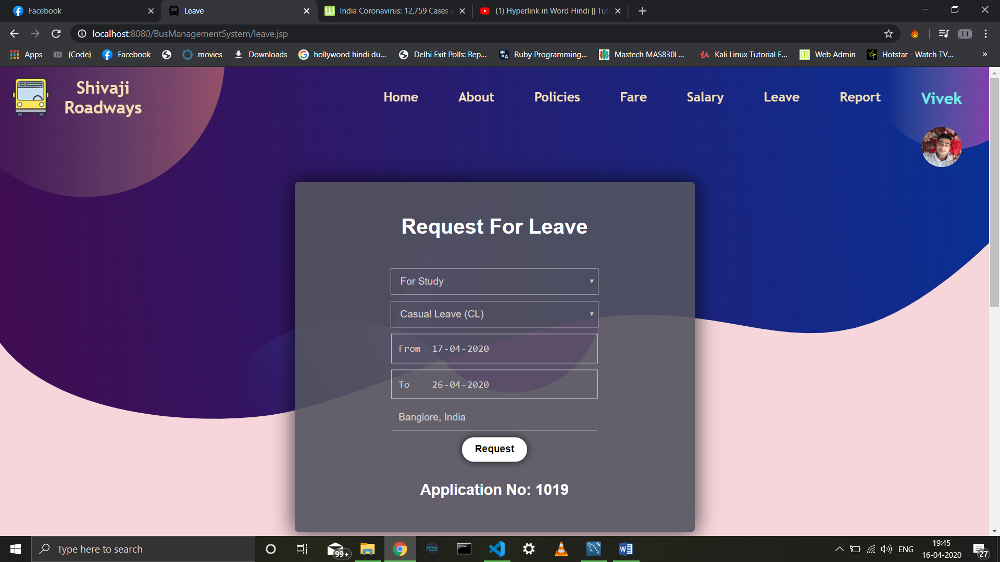 Facebook
Leave
India Coronavirus: 12,759 Cases a
(1) Hyperlink in Word Hindi || Tut
localhost:8080/BusManagementSystem/leave.jsp
Apps
{Code}
Facebook
movies
Downloads
hollywood hindi du...
Delhi Exit Polls: Rep...
Ruby Programming...
Mastech MAS830L...
Kali Linux Tutorial F...
LTE
Web Admin
Hotstar - Watch TV...
»
Shivaji
Roadways
Home
About
Policies
Fare
Salary
Leave
Report
Vivek
Request For Leave
For Study
Casual Leave (CL)
From 17-04-2020
To 26-04-2020
Banglore, India
Request
Application No: 1019
Type here to search
99+
nox
ENG
19:45
16-04-2020
27